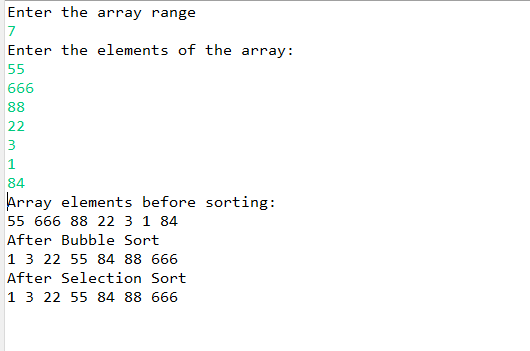 Enter the array range
7
Enter the elements of the array:
55
666
88
22
3
1
84
Array elements before sorting:
55 666 88 22 3 1 84
After Bubble Sort
1 3 22 55 84 88 666
After Selection Sort
1 3 22 55 84 88 666